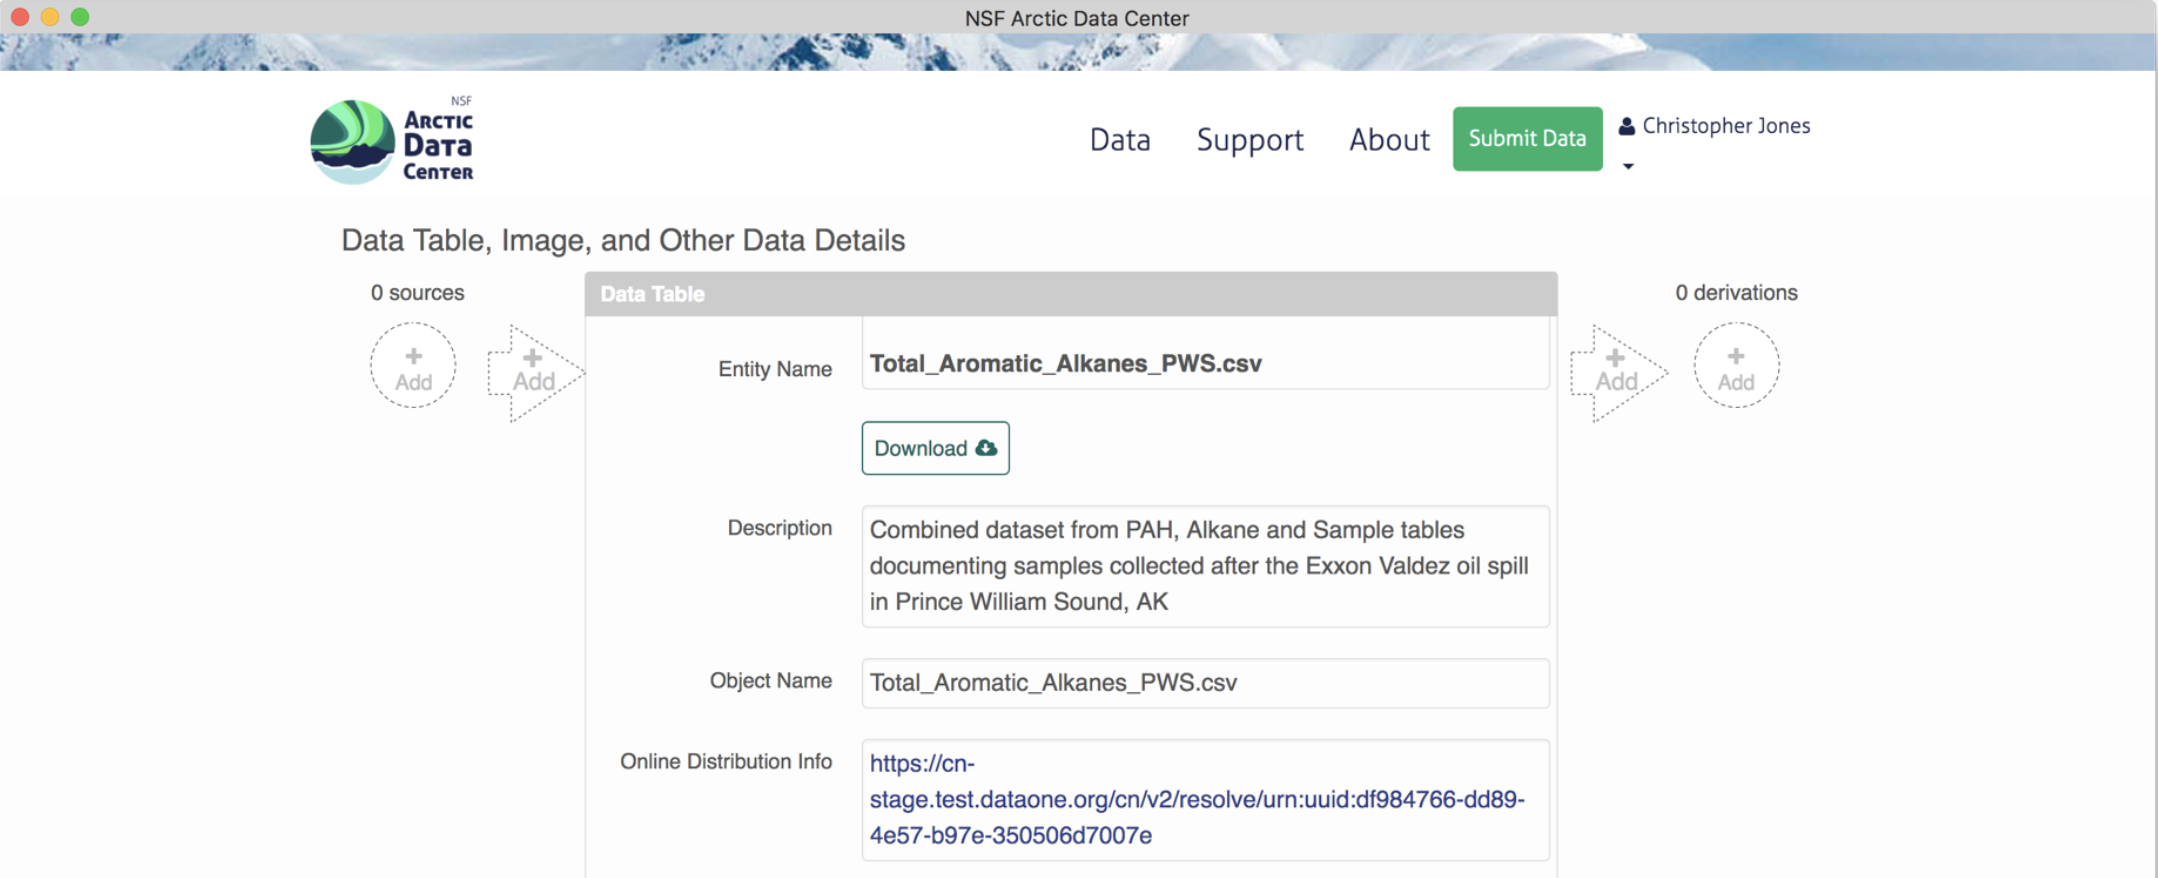 NSF Arctic Data Center
NSF
ARCTIC
DATA
CENTER
Data
Support
About
Submit Data
Christopher Jones
Data Table, Image, and Other Data Details
0 sources
Data Table
0 derivations
+
Add
+
Add
Entity Name
Total_Aromatic_Alkanes_PWS.csv
+
Add
+
Add
Download
Description
Combined dataset from PAH, Alkane and Sample tables
documenting samples collected after the Exxon Valdez oil spill
in Prince William Sound, AK
Object Name
Total_Aromatic_Alkanes_PWS.csv
Online Distribution Info
https://cn-
stage.test.dataone.org/cn/v2/resolve/urn:uuid:df984766-dd89-
4e57-b97e-350506d7007e